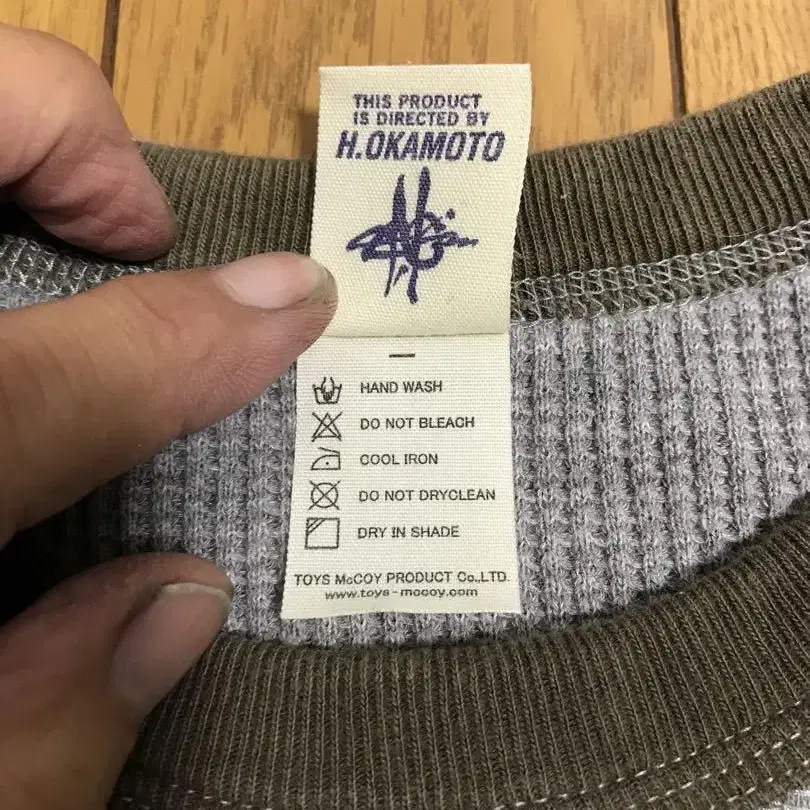 THIS PRODUCT
IS DIRECTED BY
H.OKAMOTO
HAND WASH
DO NOT BLEACH
COOL IRON
DO NOT DRYCLEAN
DRY IN SHADE
TOYS McCOY PRODUCT Co.,LTD.
www.toys-mccoy.com